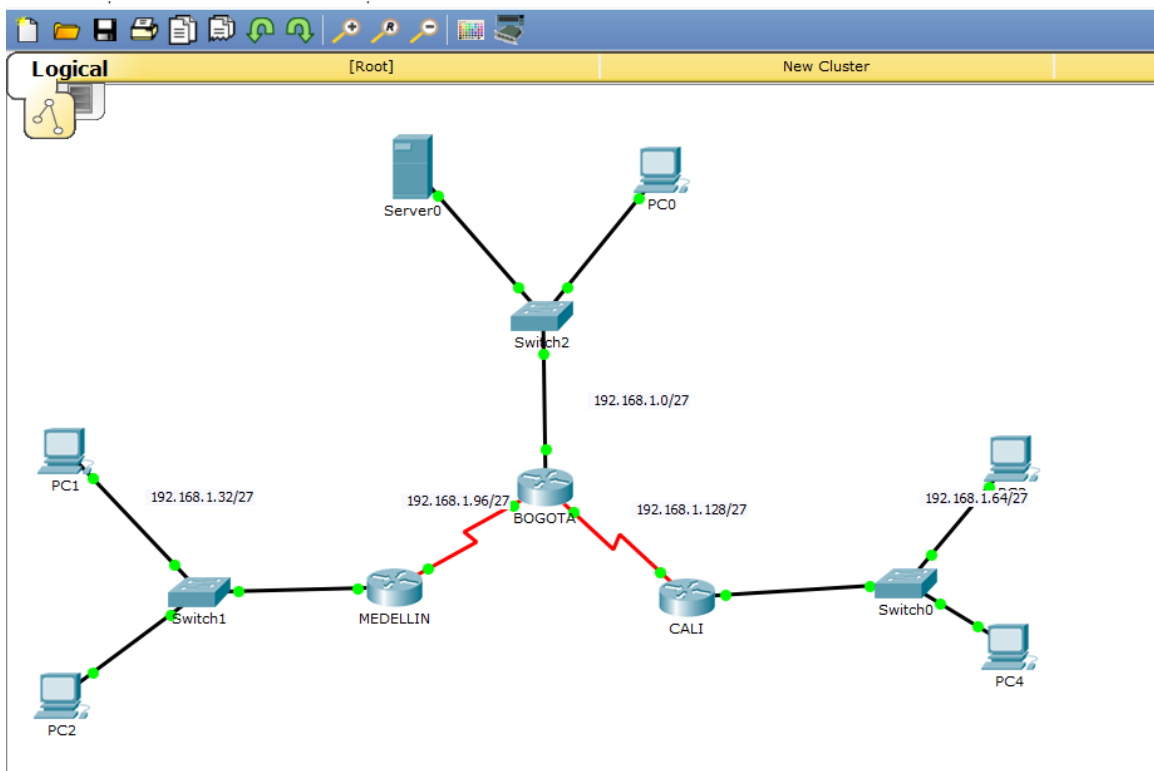 Logical
[Root]
New Cluster
R
Server0
PC0
Switch2
192.168.1.0/27
PC1
192.168.1.32/27
192.168.1.96/27
BOGOTA
192.168.1.128/27
192.168.1.64/27
Switch1
MEDELLIN
CALI
Switch0
PC2
PC4